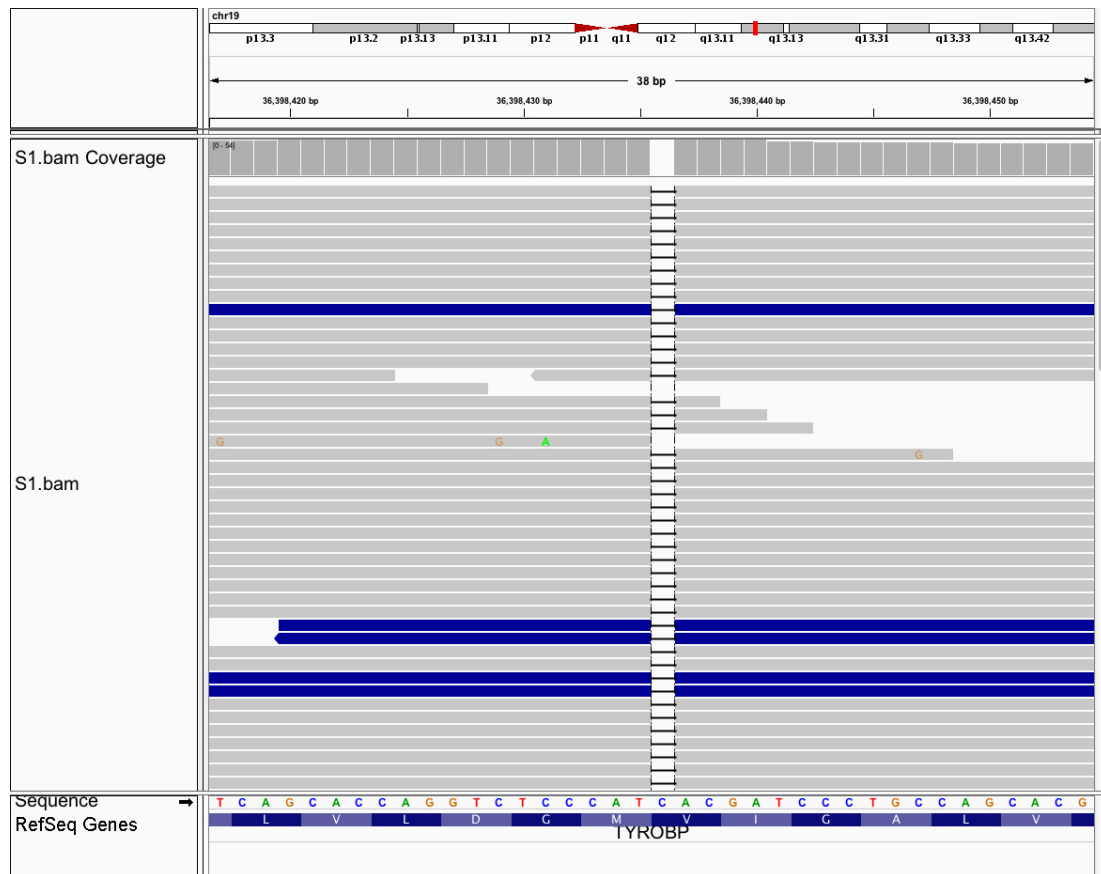 chr19
p13.3 p13.2 p13.13 p13.11 p12 p11 q11 q12 q13.11 q13.13 q13.31 q13.33 q13.42
38 bp
36,398,420 bp 36,398,430 bp 36,398,440 bp 36,398,450 bp
S1.bam Coverage
[0 - 54]
G G A
G
S1.bam
Sequence
T C A G C A C C A G G T C T C C C A T C A C G A T C C C T G C C A G C A C G
RefSeq Genes
L V L D G M V I G A L V
TYROBP